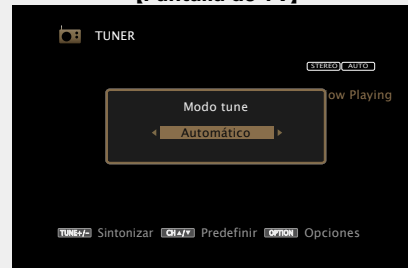 TUNER
STEREO AUTO
ow Playing
Modo tune
Automático
TUNE+/- Sintonizar CH▲/▼ Predefinir OPTION Opciones